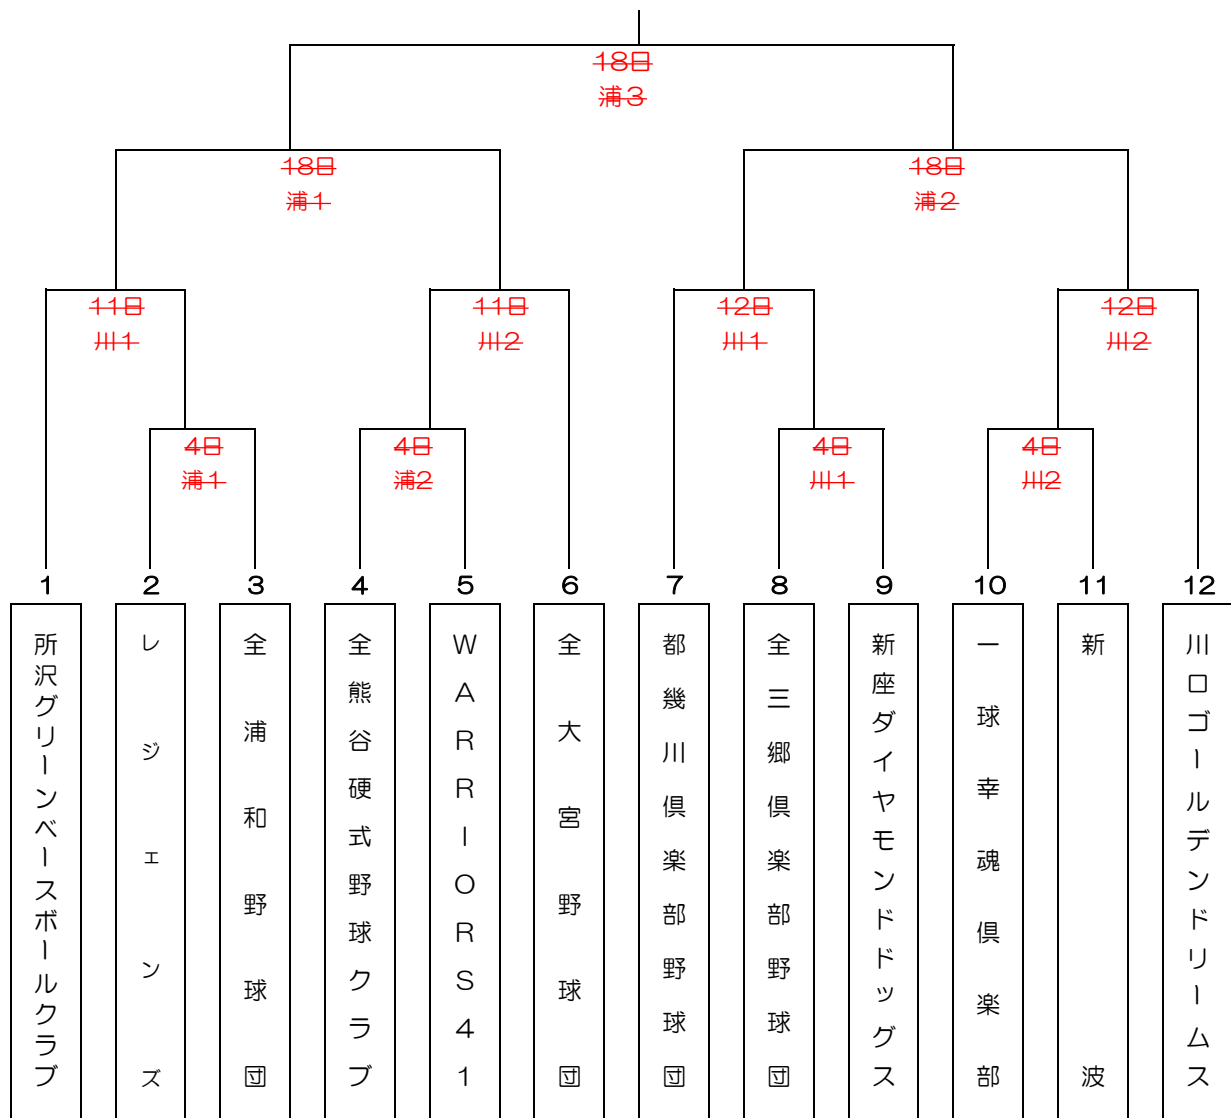 18日
浦3
18日
浦1
18日
浦2
11日
川1
11日
川2
12日
川1
12日
川2
4日
浦1
4日
浦2
4日
川1
4日
川2
1
2
3
4
5
6
7
8
9
10
11
12
所沢グリーンベースボールクラブ
レジェンズ
全浦和野球団
全熊谷硬式野球クラブ
WARRIORS41
全大宮野球団
都幾川倶楽部野球団
全三郷倶楽部野球団
新座ダイヤモンドドッグス
一球幸魂倶楽部
新波
川口ゴールデンドリームス